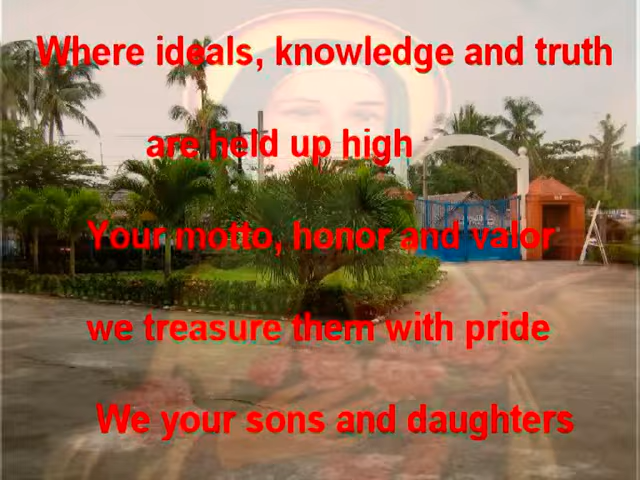 Where ideals, knowledge and truth
are held up high
Your motto, honor and valor
we treasure them with pride
We your sons and daughters